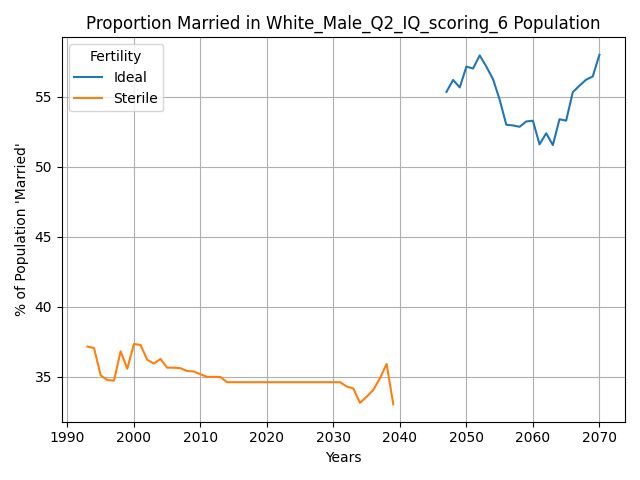 Proportion Married in White_Male_Q2_IQ_scoring_6 Population
Fertility
Ideal
Sterile
% of Population 'Married'
55
50
45
40
35
1990 2000 2010 2020 2030 2040 2050 2060 2070
Years